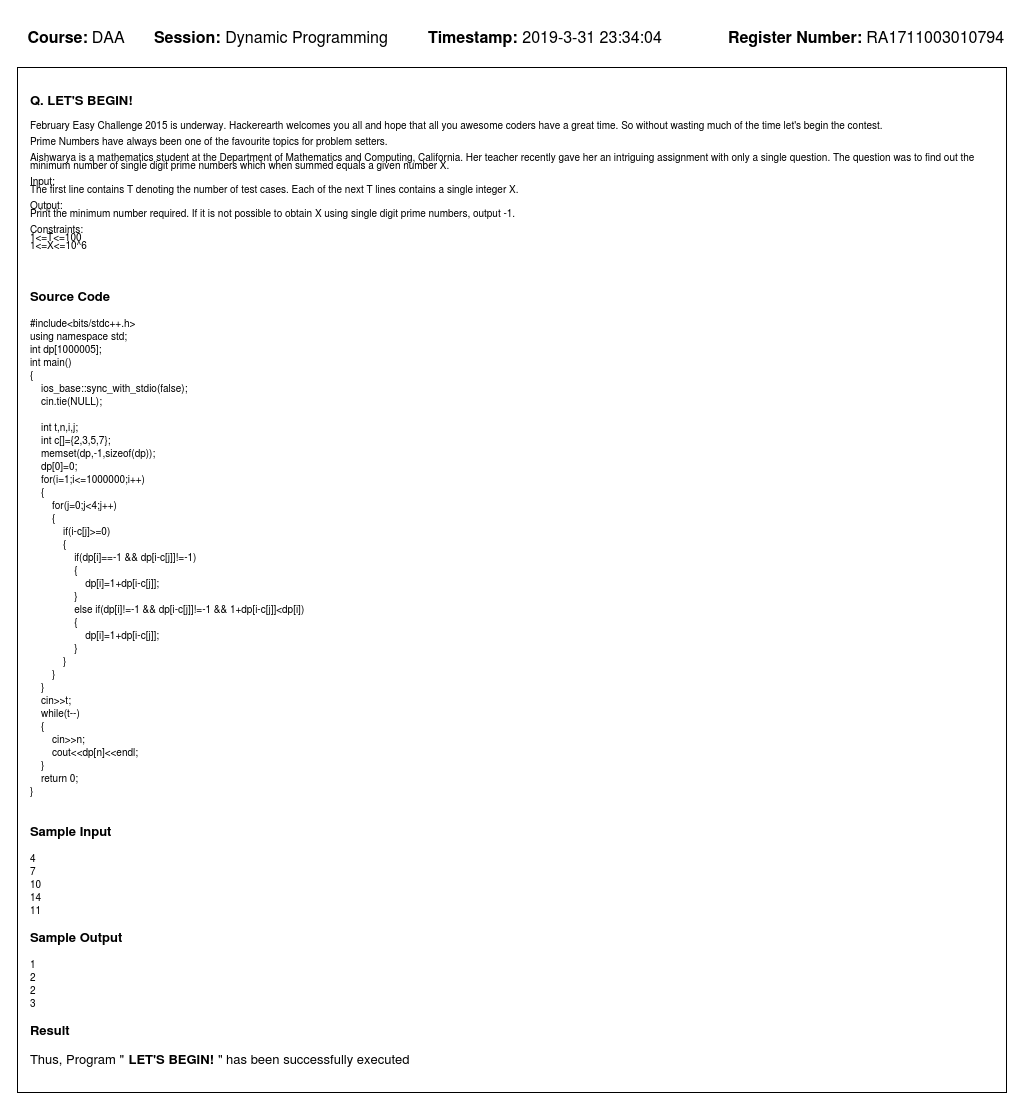 Course: DAA Session: Dynamic Programming Timestamp: 2019-3-31 23:34:04 Register Number: RA1711003010794
Q. LET'S BEGIN!
February Easy Challenge 2015 is underway. Hackerearth welcomes you all and hope that all you awesome coders have a great time. So without wasting much of the time let's begin the contest.
Prime Numbers have always been one of the favourite topics for problem setters.
Aishwarya is a mathematics student at the Department of Mathematics and Computing, California. Her teacher recently gave her an intriguing assignment with only a single question. The question was to find out the
minimum number of single digit prime numbers which when summed equals a given number X.
Input:
The first line contains T denoting the number of test cases. Each of the next T lines contains a single integer X.
Output:
Print the minimum number required. If it is not possible to obtain X using single digit prime numbers, output -1.
Constraints:
1<=T<=100
1<=X<=10^6
Source Code
#include<bits/stdc++.h>
using namespace std;
int dp[1000005];
int main()
{
    ios_base::sync_with_stdio(false);
    cin.tie(NULL);
    int t,n,i,j;
    int c[]={2,3,5,7};
    memset(dp,-1,sizeof(dp));
    dp[0]=0;
    for(i=1;i<=1000000;i++)
    {
        for(j=0;j<4;j++)
        {
            if(i-c[j]>=0)
            {
                if(dp[i]==-1 && dp[i-c[j]]!=-1)
                {
                    dp[i]=1+dp[i-c[j]];
                }
                else if(dp[i]!=-1 && dp[i-c[j]]!=-1 && 1+dp[i-c[j]]<dp[i])
                {
                    dp[i]=1+dp[i-c[j]];
                }
            }
        }
    }
    cin>>t;
    while(t--)
    {
        cin>>n;
        cout<<dp[n]<<endl;
    }
    return 0;
}
Sample Input
4
7
10
14
11
Sample Output
1
2
2
3
Result
Thus, Program " LET'S BEGIN! " has been successfully executed